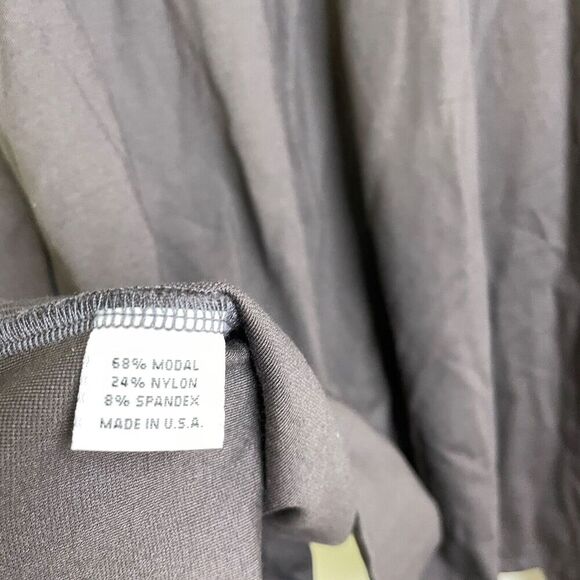 68% MODAL
24% NYLON
8% SPANDEX
MADE IN U.S.A.